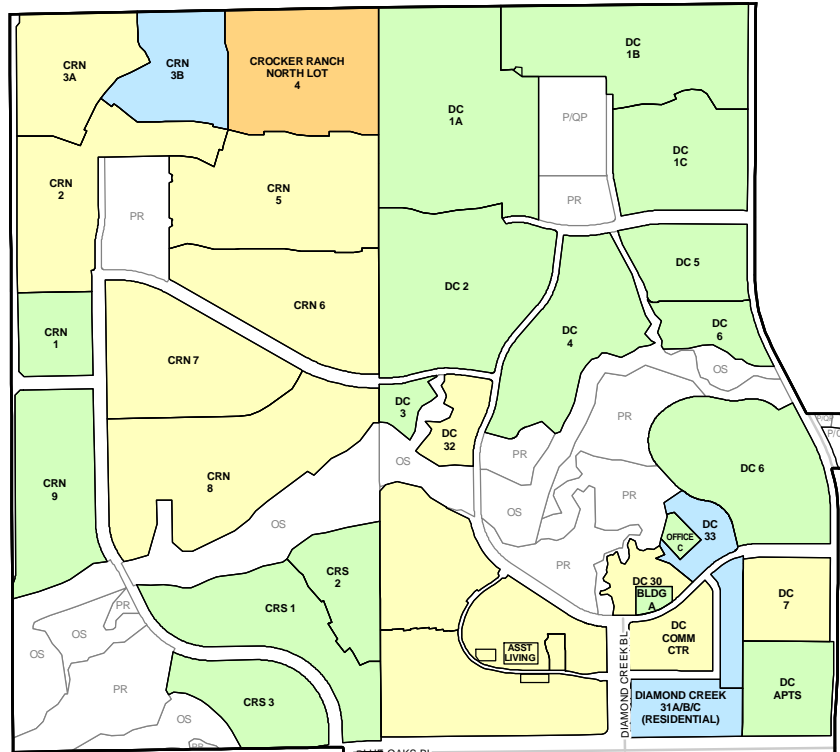 CRN
3A
CRN
3B
CROCKER RANCH
NORTH LOT
4
DC
1B
DC
1A
P/QP
DC
1C
PR
CRN
2
PR
CRN
5
DC 5
DC 2
CRN 6
DC
4
DC
6
CRN
1
CRN 7
OS
DC
3
DC
32
PR
P/QP
PR
OS
DC 6
CRN
9
CRN
8
PR
OS
OS
DC
33
OFFICE
C
PR
CRS
2
DC 30
BLDG
A
DC
7
PR
CRS 1
OS
OS
DC
COMM
CTR
ASST
LIVING
DIAMOND CREEK BL
PR
CRS 3
DC
APTS
DIAMOND CREEK
31A/B/C
(RESIDENTIAL)
OS